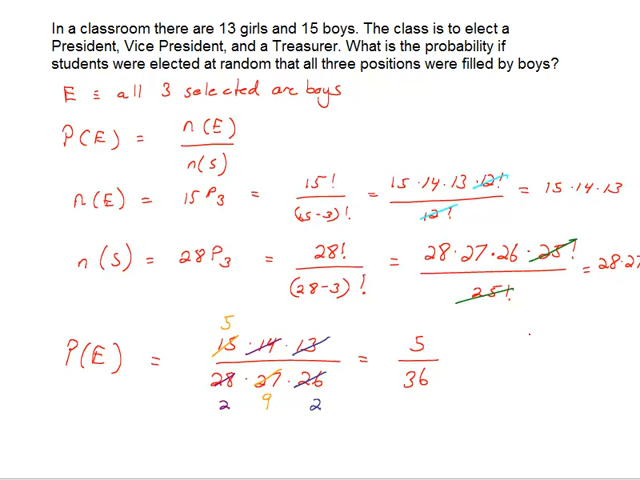 In a classroom there are 13 girls and 15 boys. The class is to elect a
President, Vice President, and a Treasurer. What is the probability if
students were elected at random that all three positions were filled by boys?
E ≡ all 3 selected are boys
P(E) = n(E) / n(S)
n(E) = 15P3 = 15! / (15-3)! = 15·14·13·12! / 12! = 15·14·13
n(S) = 28P3 = 28! / (28-3)! = 28·27·26·25! / 25! = 28·27
5
P(E) = 15·14·13 / 28·27·26 = 5 / 36
2 9 2